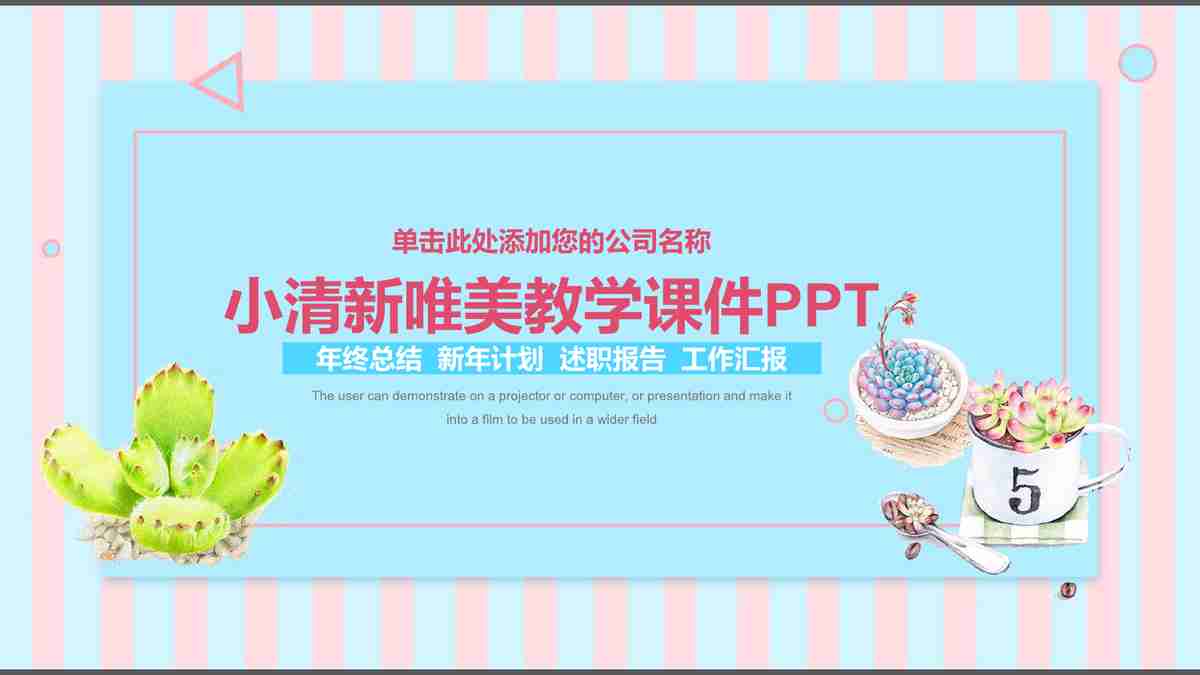 单击此处添加您的公司名称
小清新唯美教学课件PPT
年终总结 新年计划 述职报告 工作汇报
The user can demonstrate on a projector or computer, or presentation and make it
into a film to be used in a wider field
5